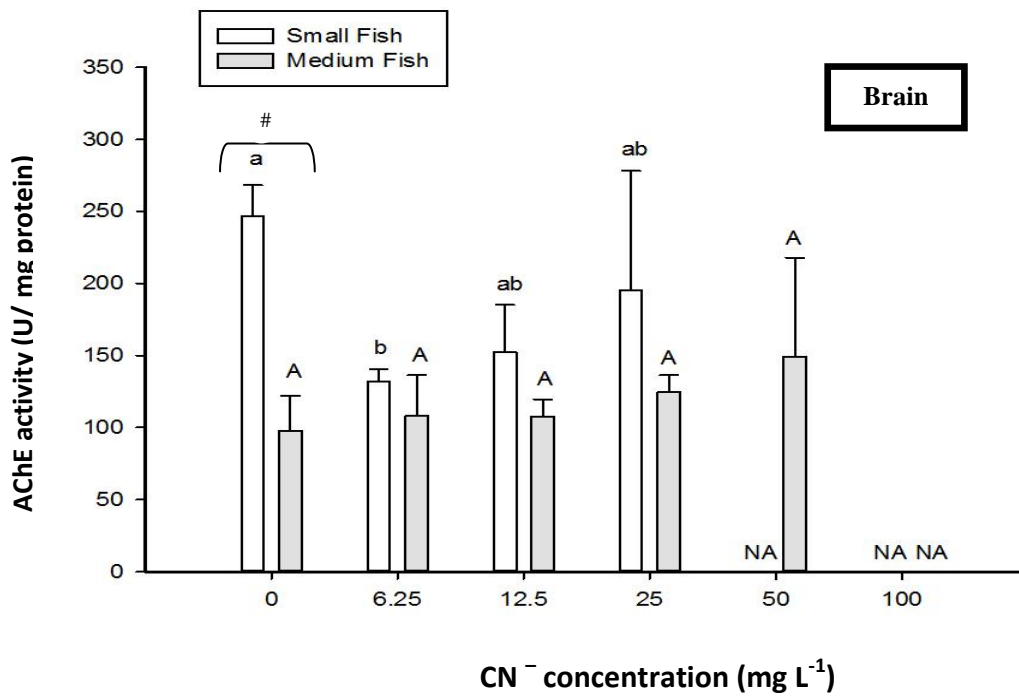 Small Fish
Medium Fish
Brain
350
300
250
200
150
100
50
0
AChE activity (U/ mg protein)
#
a
A
b
A
ab
A
ab
A
NA
A
NA NA
0 6.25 12.5 25 50 100
CN⁻ concentration (mg L⁻¹)